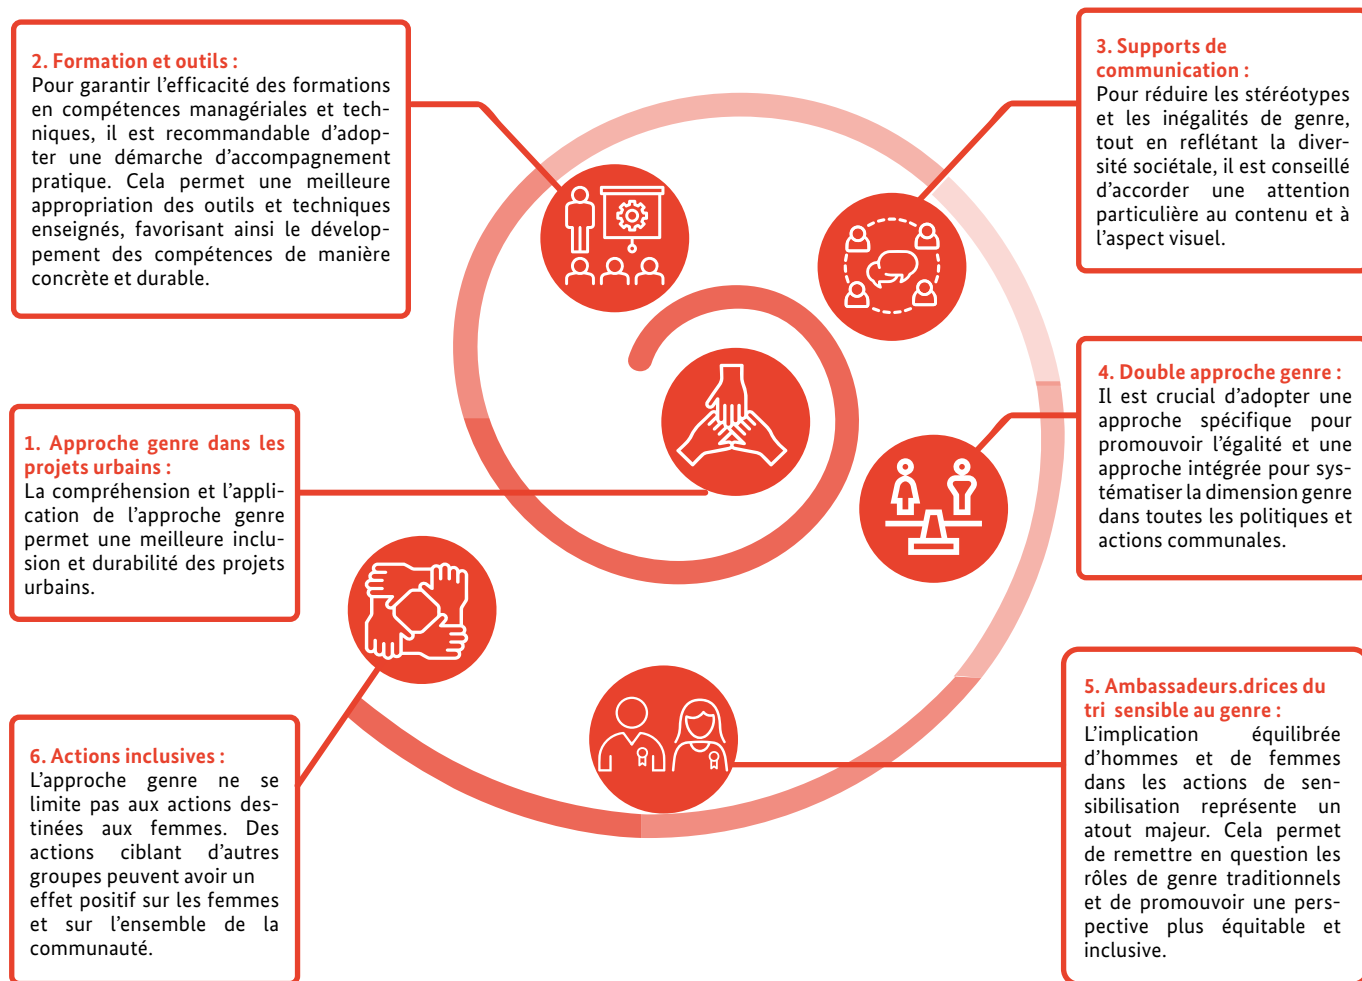 2. Formation et outils :
Pour garantir l’efficacité des formations
en compétences managériales et tech-
niques, il est recommandable d’adop-
ter une démarche d’accompagnement
pratique. Cela permet une meilleure
appropriation des outils et techniques
enseignés, favorisant ainsi le dévelop-
pement des compétences de manière
concrète et durable.
3. Supports de
communication :
Pour réduire les stéréotypes
et les inégalités de genre,
tout en reflétant la diver-
sité sociétale, il est conseillé
d’accorder une attention
particulière au contenu et à
l’aspect visuel.
1. Approche genre dans les
projets urbains :
La compréhension et l’appli-
cation de l’approche genre
permet une meilleure inclu-
sion et durabilité des projets
urbains.
4. Double approche genre :
Il est crucial d’adopter une
approche spécifique pour
promouvoir l’égalité et une
approche intégrée pour sys-
tématiser la dimension genre
dans toutes les politiques et
actions communales.
6. Actions inclusives :
L’approche genre ne se
limite pas aux actions des-
tinées aux femmes. Des
actions ciblant d’autres
groupes peuvent avoir un
effet positif sur les femmes
et sur l’ensemble de la
communauté.
5. Ambassadeurs.drices du
tri sensible au genre :
L’implication équilibrée
d’hommes et de femmes
dans les actions de sen-
sibilisation représente un
atout majeur. Cela permet
de remettre en question les
rôles de genre traditionnels
et de promouvoir une pers-
pective plus équitable et
inclusive.